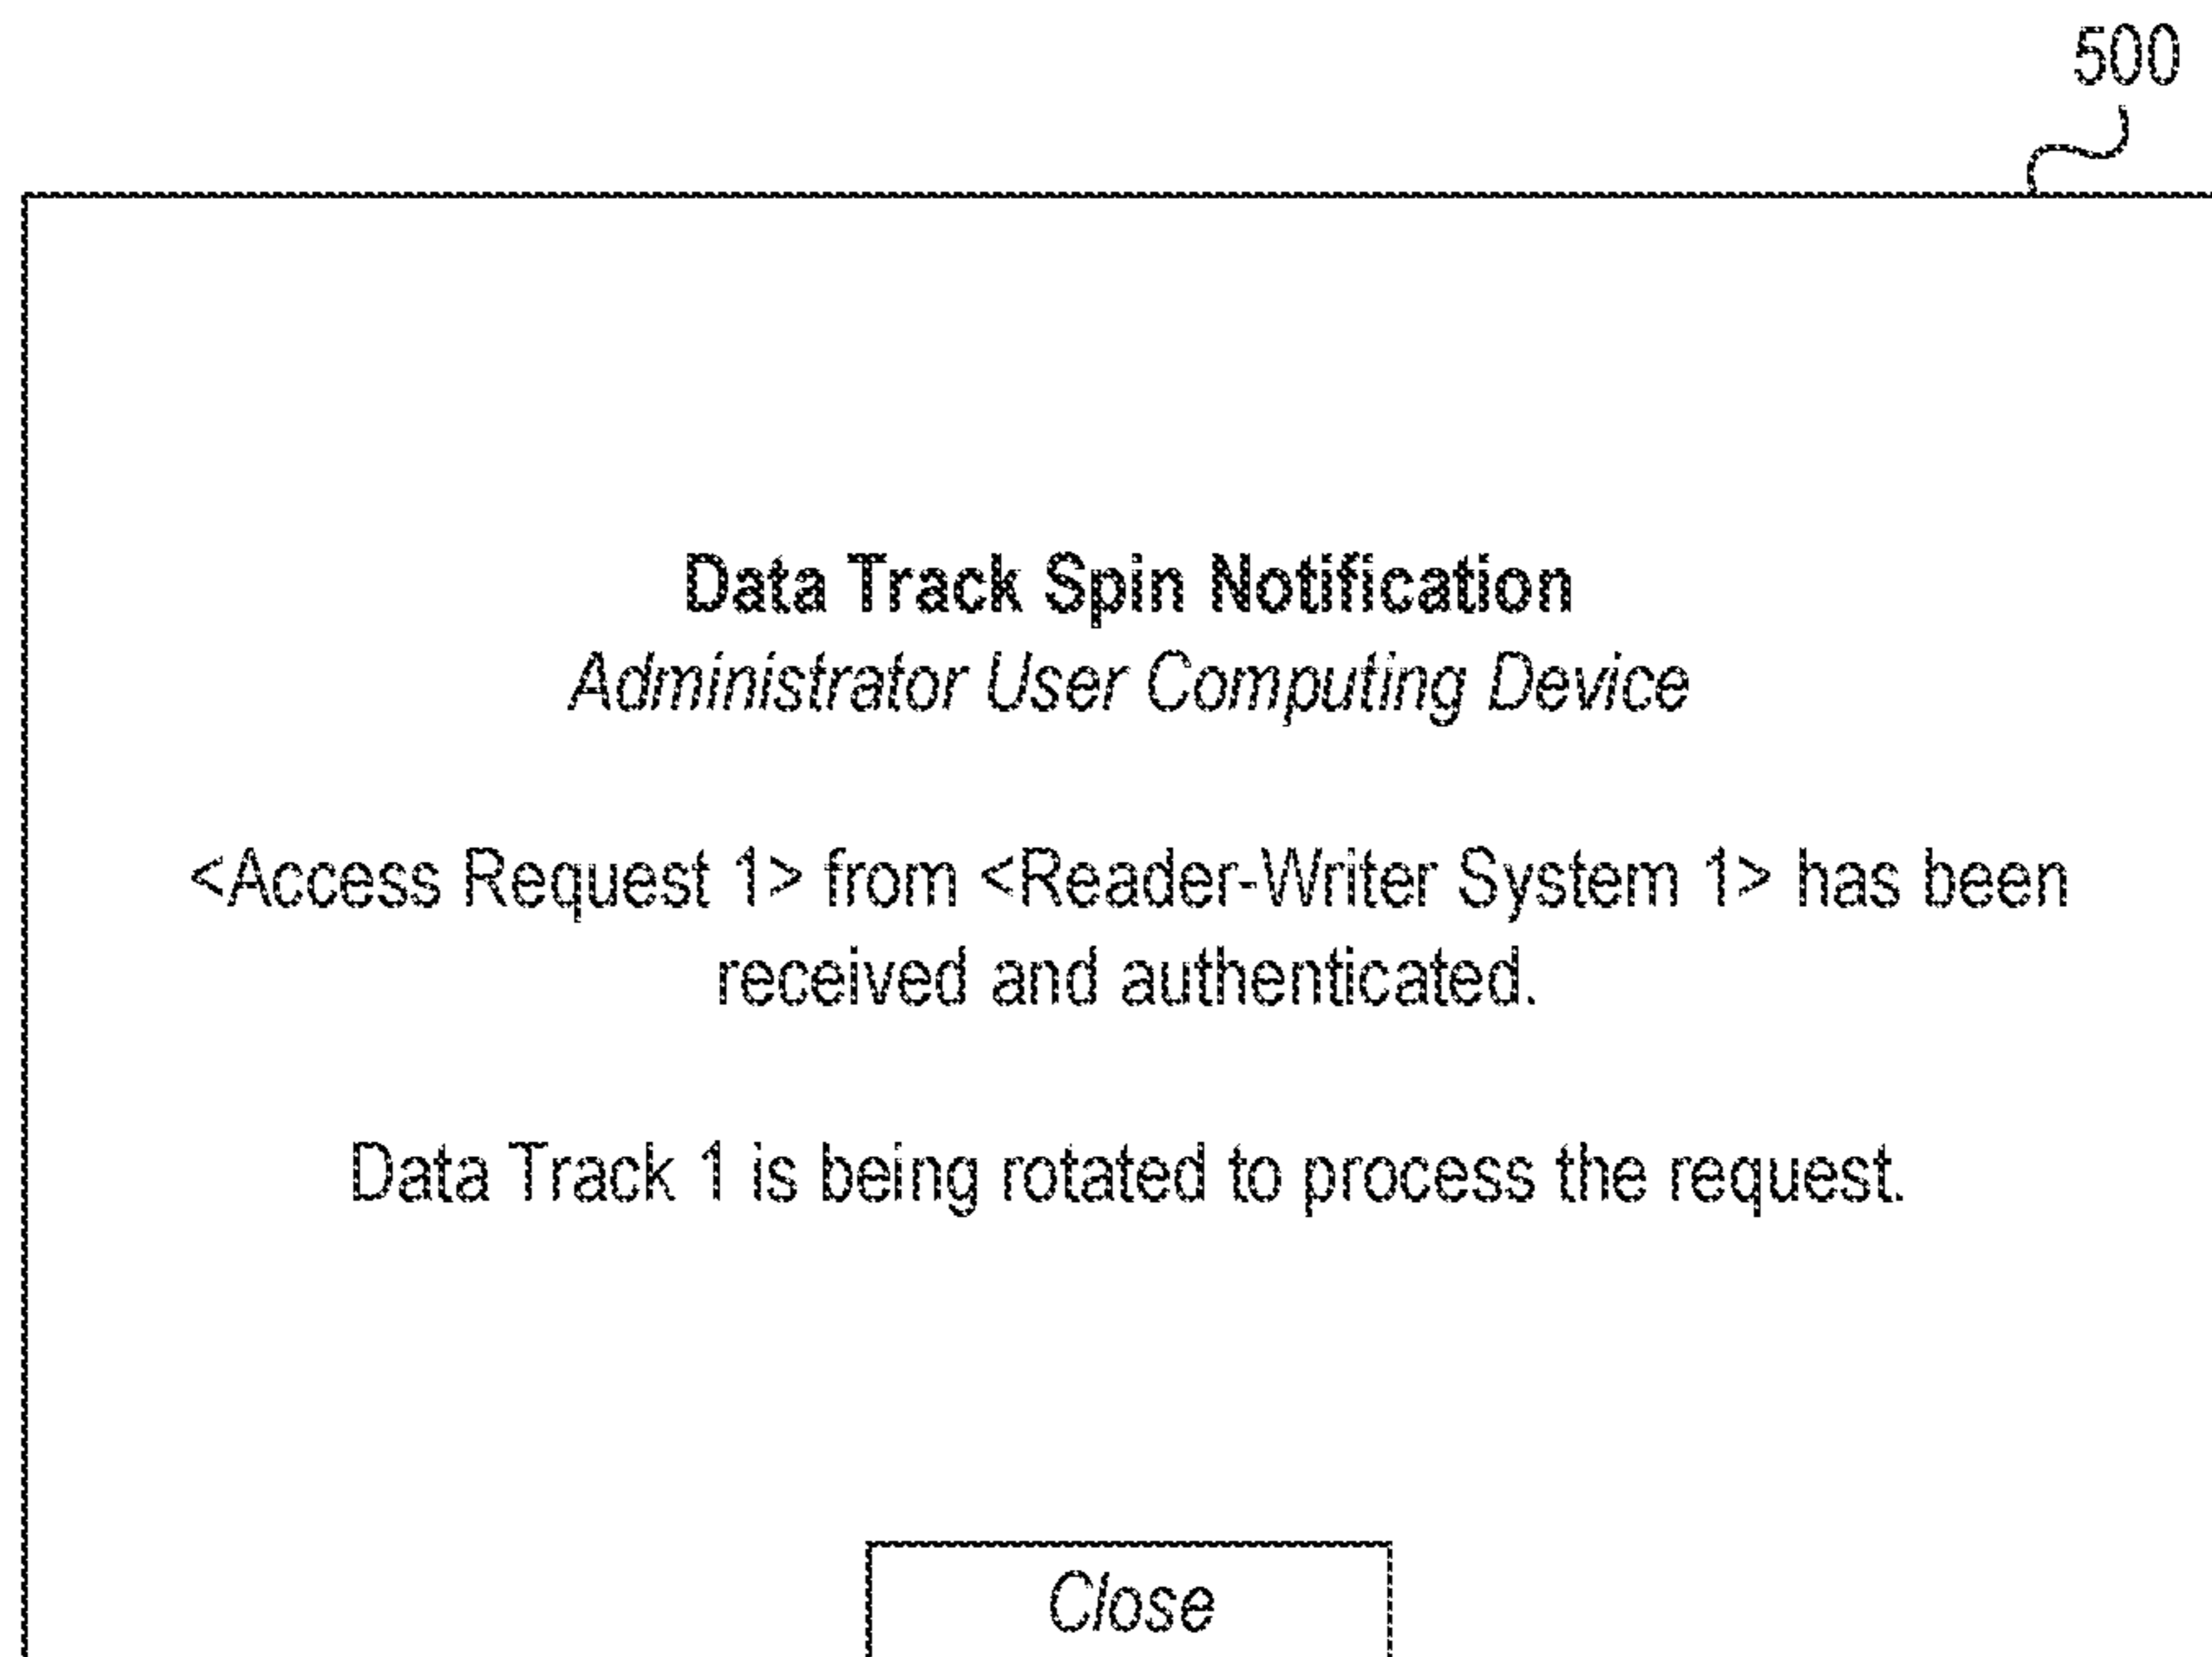 500
Data Track Spin Notification
Administrator User Computing Device
<Access Request 1> from <Reader-Writer System 1> has been
received and authenticated.
Data Track 1 is being rotated to process the request.
Close